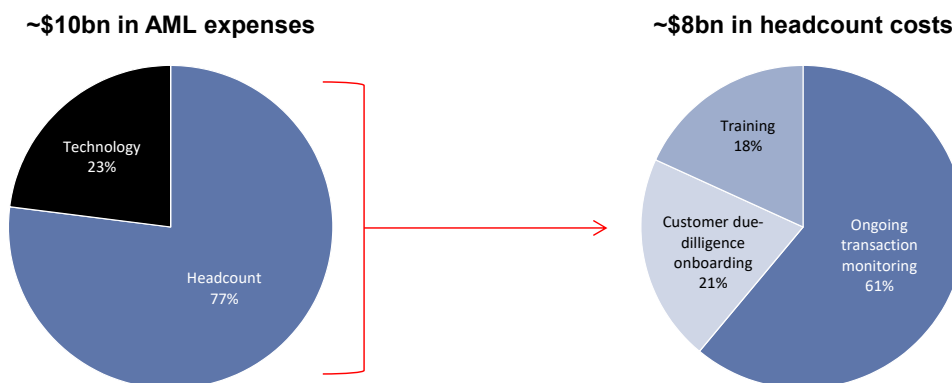 ~$10bn in AML expenses
~$8bn in headcount costs
Technology
23%
Headcount
77%
Training
18%
Customer due-
dilligence
onboarding
21%
Ongoing
transaction
monitoring
61%